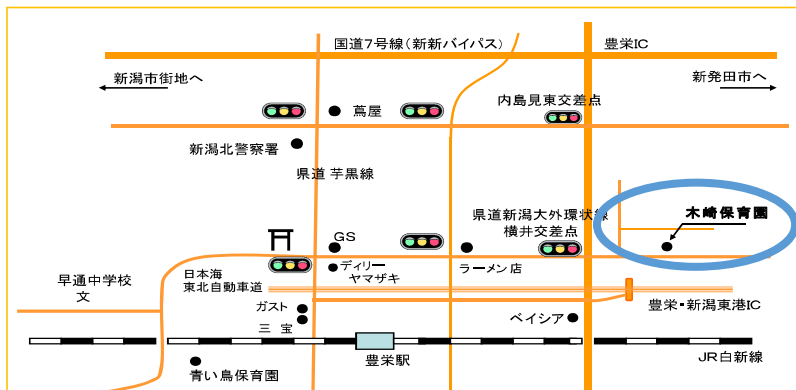 国道７号線（新新バイパス）
豊栄IC
新潟市街地へ
新発田市へ
蔦屋
内島見東交差点
新潟北警察署
県道 芋黒線
県道新潟大外環状線
横井交差点
木崎保育園
GS
ディリー
ヤマザキ
ラーメン店
日本海
東北自動車道
早通中学校
文
ガスト
三 宝
ベイシア
豊栄・新潟東港IC
豊栄駅
JR白新線
青い鳥保育園